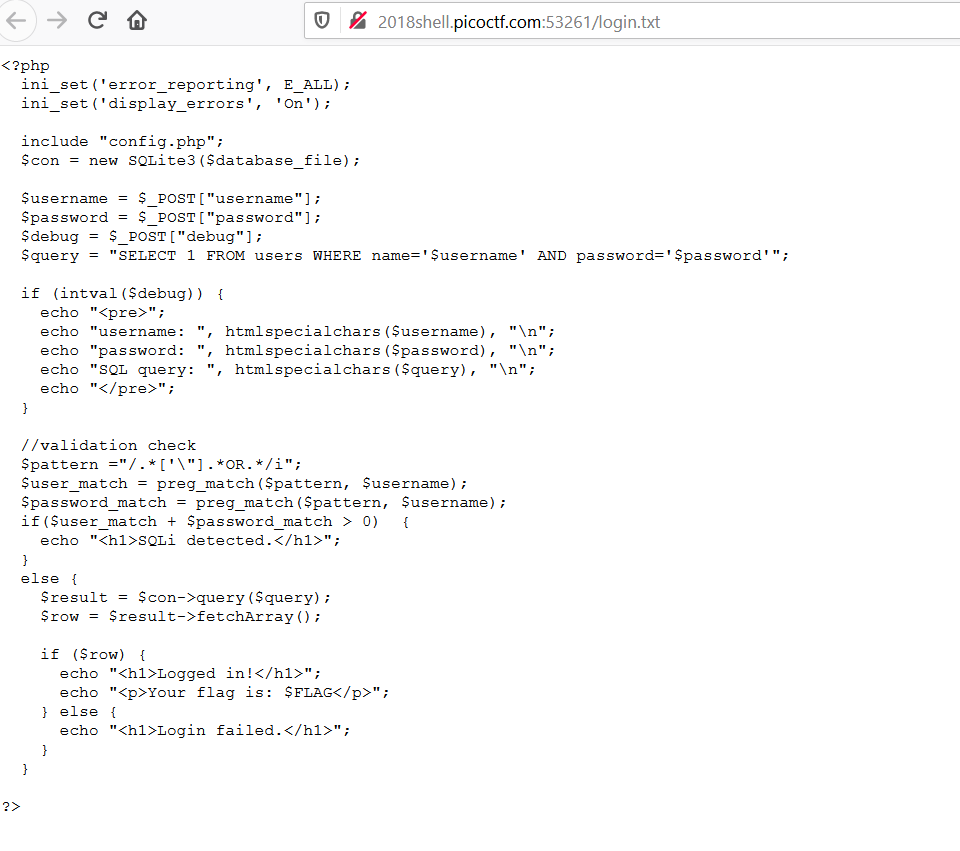 2018shell.picoctf.com:53261/login.txt
<?php
  ini_set('error_reporting', E_ALL);
  ini_set('display_errors', 'On');

  include "config.php";
  $con = new SQLite3($database_file);

  $username = $_POST["username"];
  $password = $_POST["password"];
  $debug = $_POST["debug"];
  $query = "SELECT 1 FROM users WHERE name='$username' AND password='$password'";

  if (intval($debug)) {
    echo "<pre>";
    echo "username: ", htmlspecialchars($username), "\n";
    echo "password: ", htmlspecialchars($password), "\n";
    echo "SQL query: ", htmlspecialchars($query), "\n";
    echo "</pre>";
  }

  //validation check
  $pattern ="/.*['\"].*OR.*/i";
  $user_match = preg_match($pattern, $username);
  $password_match = preg_match($pattern, $username);
  if($user_match + $password_match > 0)  {
    echo "<h1>SQLi detected.</h1>";
  }
  else {
    $result = $con->query($query);
    $row = $result->fetchArray();

    if ($row) {
      echo "<h1>Logged in!</h1>";
      echo "<p>Your flag is: $FLAG</p>";
    } else {
      echo "<h1>Login failed.</h1>";
    }
  }

?>